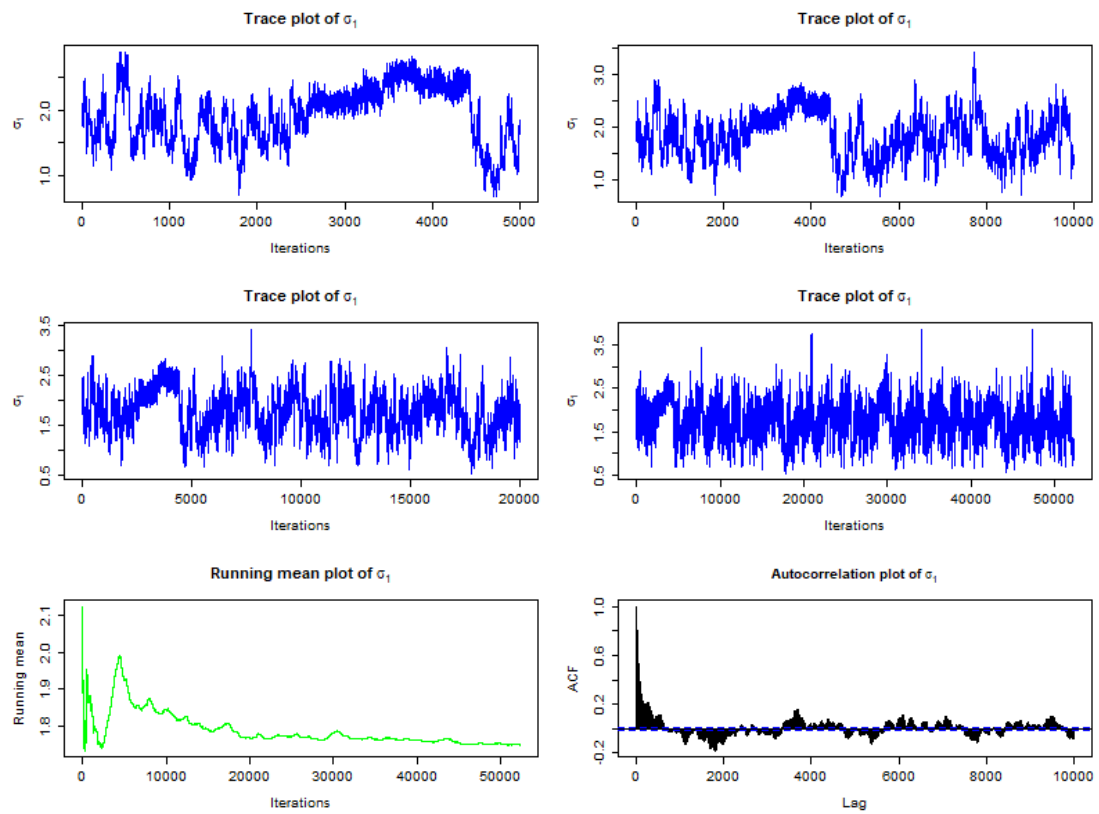 Trace plot of σ1
Trace plot of σ1
σ1
1.0 2.0
0 1000 2000 3000 4000 5000
Iterations
σ1
1.0 2.0 3.0
0 2000 4000 6000 8000 10000
Iterations
Trace plot of σ1
Trace plot of σ1
σ1
0.5 1.5 2.5 3.5
0 5000 10000 15000 20000
Iterations
σ1
0.5 1.5 2.5 3.5
0 10000 20000 30000 40000 50000
Iterations
Running mean plot of σ1
Autocorrelation plot of σ1
Running mean
1.8 1.9 2.0 2.1
0 10000 20000 30000 40000 50000
Iterations
ACF
-0.2 0.2 0.6 1.0
0 2000 4000 6000 8000 10000
Lag